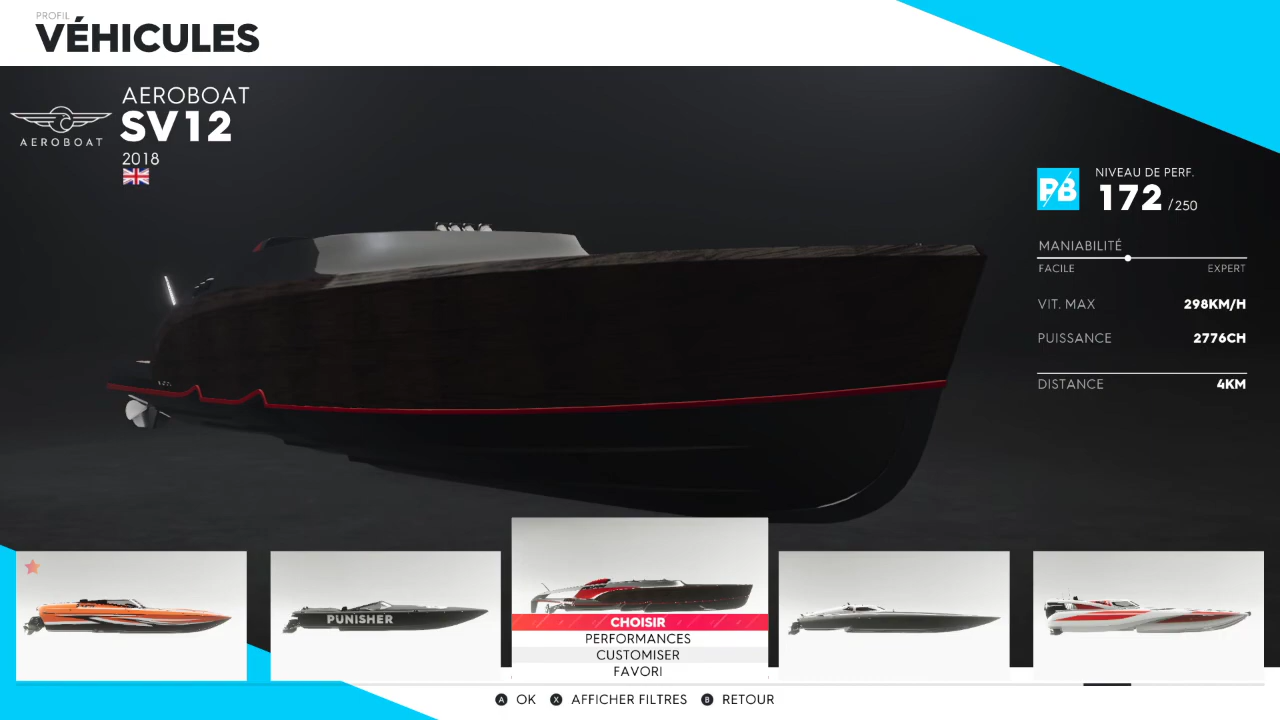 PROFIL
VÉHICULES
AEROBOAT
AEROBOAT
SV12
2018
PB
NIVEAU DE PERF.
172 /250
MANIABILITÉ
FACILE EXPERT
VIT. MAX 298KM/H
PUISSANCE 2776CH
DISTANCE 4KM
PUNISHER
CHOISIR
PERFORMANCES
CUSTOMISER
FAVORI
A OK X AFFICHER FILTRES B RETOUR